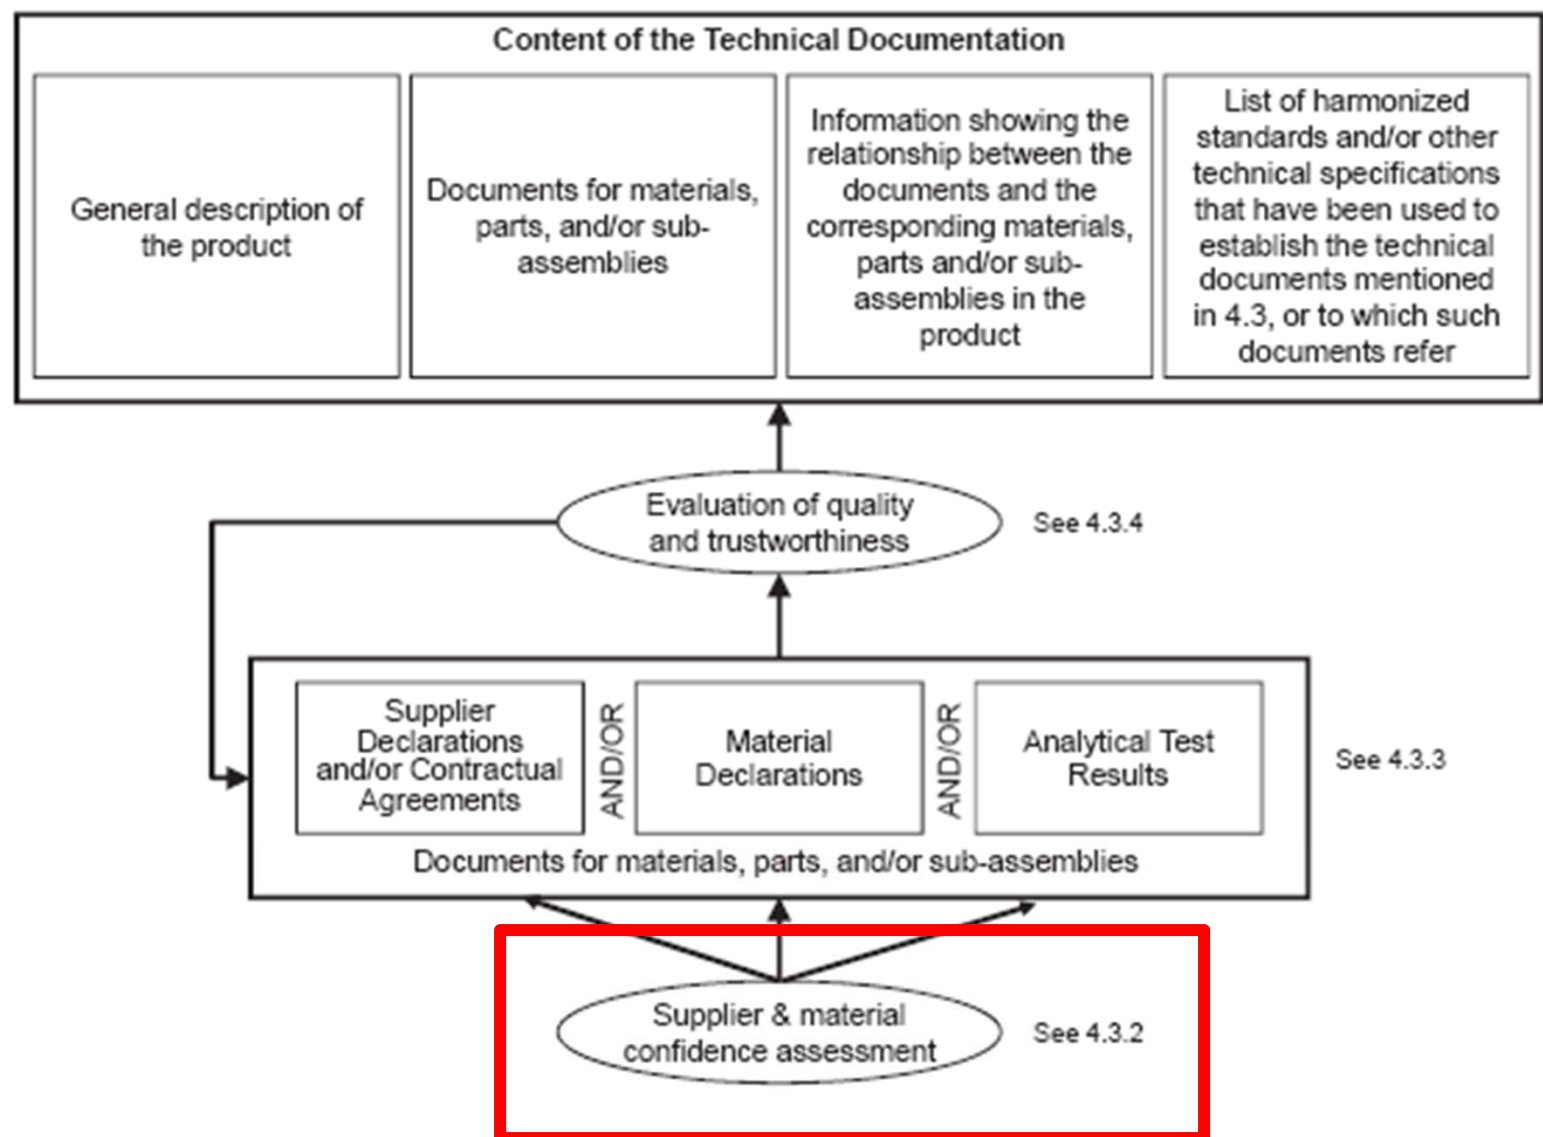 Content of the Technical Documentation
General description of
the product
Documents for materials,
parts, and/or sub-
assemblies
Information showing the
relationship between the
documents and the
corresponding materials,
parts and/or sub-
assemblies in the
product
List of harmonized
standards and/or other
technical specifications
that have been used to
establish the technical
documents mentioned
in 4.3, or to which such
documents refer
Evaluation of quality
and trustworthiness
See 4.3.4
Supplier
Declarations
and/or Contractual
Agreements
AND/OR
Material
Declarations
AND/OR
Analytical Test
Results
See 4.3.3
Documents for materials, parts, and/or sub-assemblies
Supplier & material
confidence assessment
See 4.3.2